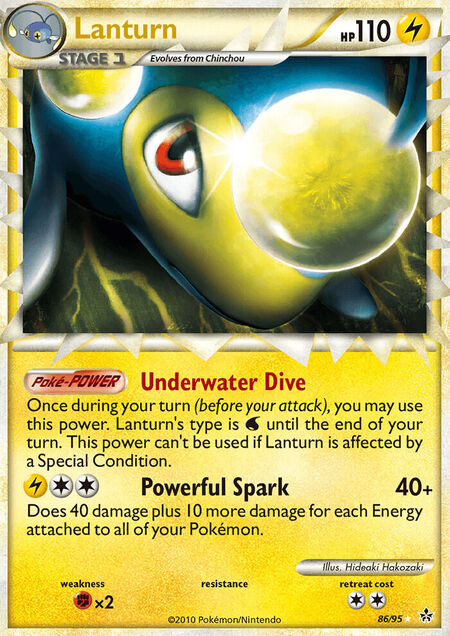 Lanturn
HP110
STAGE 1
Evolves from Chinchou
Poké-POWER Underwater Dive
Once during your turn (before your attack), you may use
this power. Lanturn's type is until the end of your
turn. This power can't be used if Lanturn is affected by
a Special Condition.
Powerful Spark 40+
Does 40 damage plus 10 more damage for each Energy
attached to all of your Pokémon.
Illus. Hideaki Hakozaki
weakness resistance retreat cost
×2
©2010 Pokémon/Nintendo
86/95